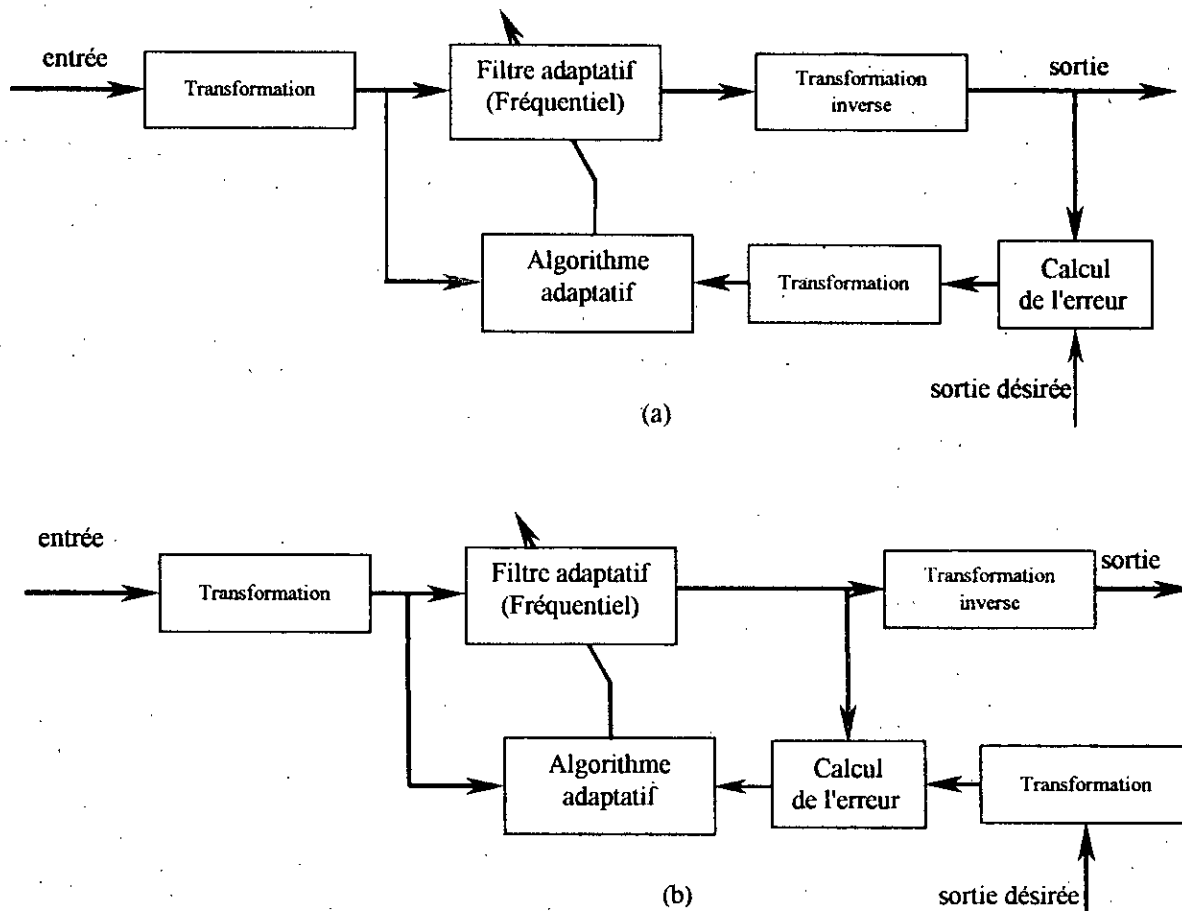 entrée
Transformation
Filtre adaptatif
(Fréquentiel)
Transformation
inverse
sortie
Algorithme
adaptatif
Transformation
Calcul
de l'erreur
sortie désirée
(a)
entrée
Transformation
Filtre adaptatif
(Fréquentiel)
Transformation
inverse
sortie
Algorithme
adaptatif
Calcul
de l'erreur
Transformation
sortie désirée
(b)